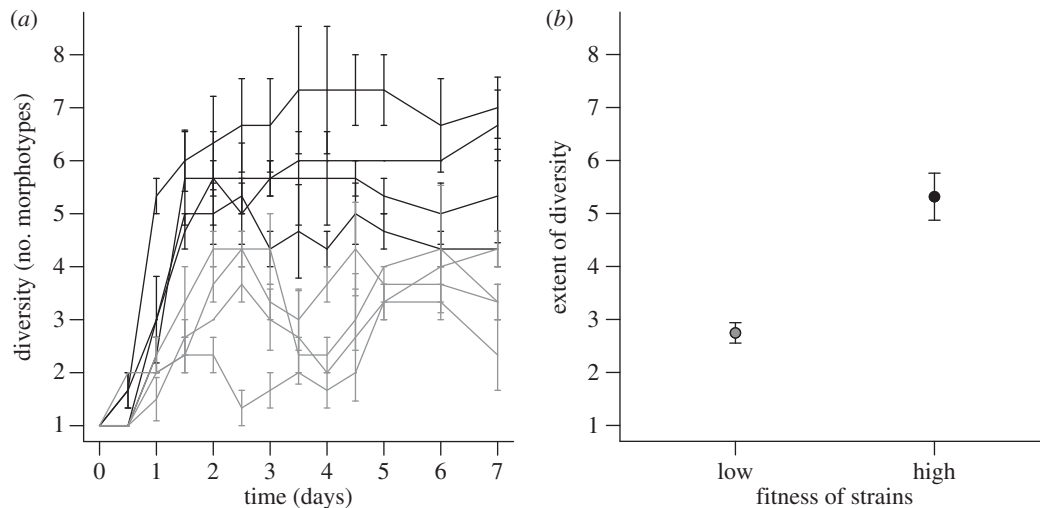 (a)
8
7
6
5
4
3
2
1
diversity (no. morphotypes)
0 1 2 3 4 5 6 7
time (days)
(b)
8
7
6
5
4
3
2
1
extent of diversity
low high
fitness of strains